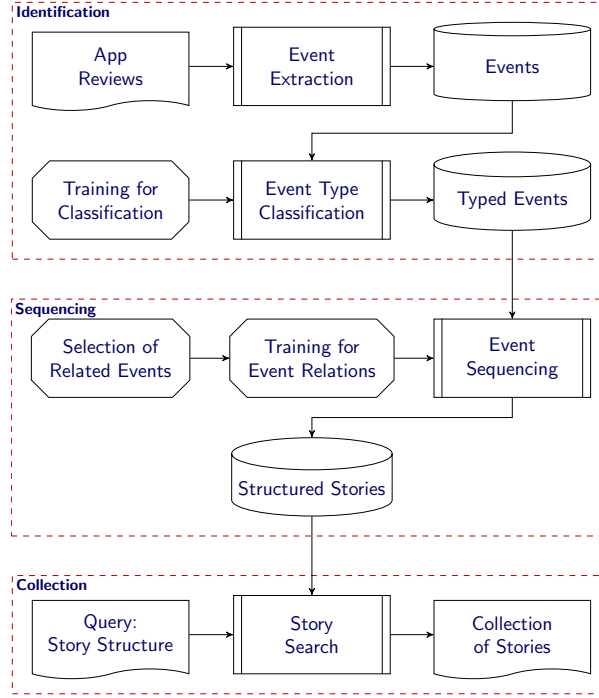 Identification
App
Reviews
Event
Extraction
Events
Training for
Classification
Event Type
Classification
Typed Events
Sequencing
Selection of
Related Events
Training for
Event Relations
Event
Sequencing
Structured Stories
Collection
Query:
Story Structure
Story
Search
Collection
of Stories